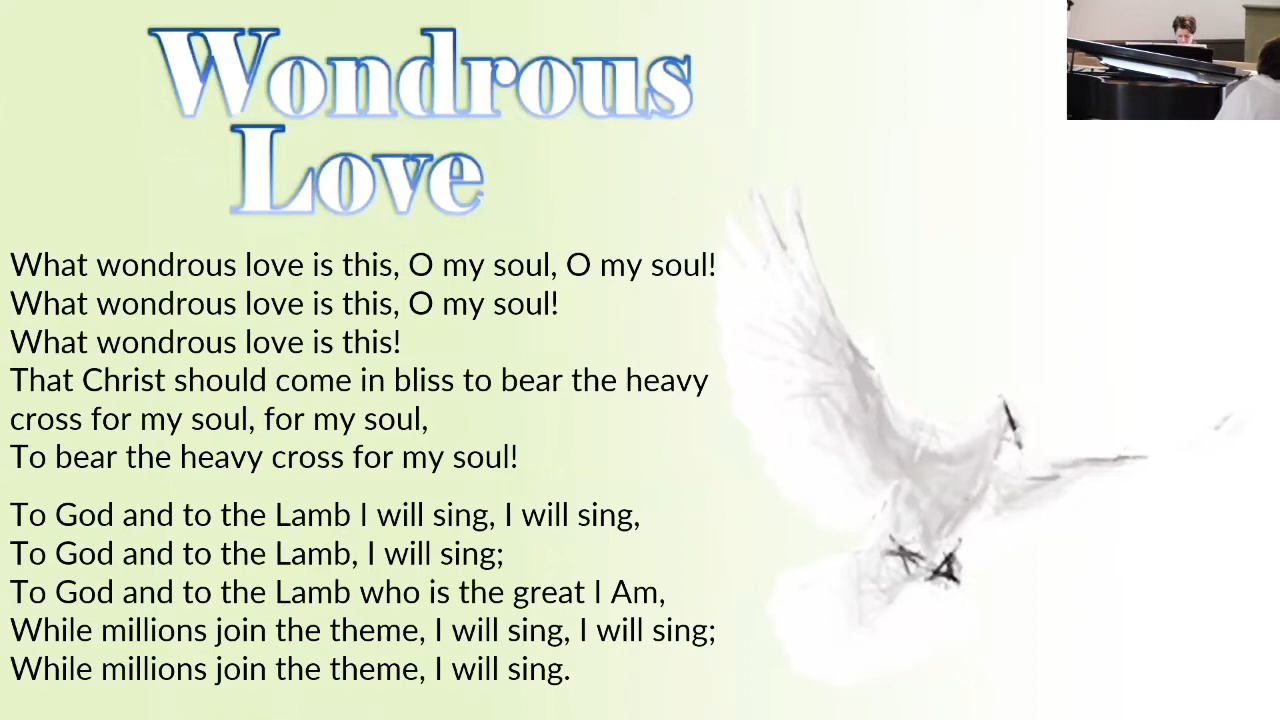 Wondrous
Love
What wondrous love is this, O my soul, O my soul!
What wondrous love is this, O my soul!
What wondrous love is this!
That Christ should come in bliss to bear the heavy
cross for my soul, for my soul,
To bear the heavy cross for my soul!
To God and to the Lamb I will sing, I will sing,
To God and to the Lamb, I will sing;
To God and to the Lamb who is the great I Am,
While millions join the theme, I will sing, I will sing;
While millions join the theme, I will sing.